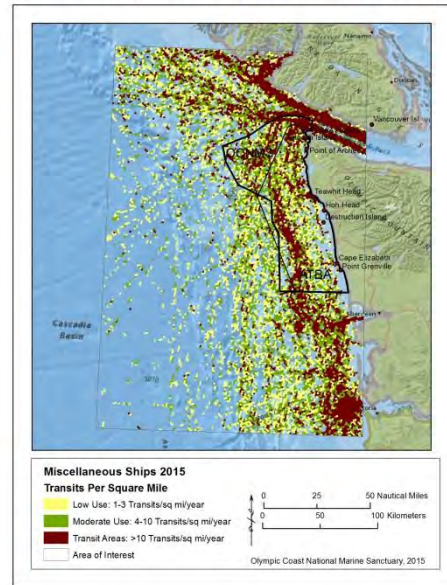 Nanaimo
Duncan
Vancouver Isl
Point of Arches
Teawhit Head
Hoh Head
Destruction Island
Cape Elizabeth
Point Grenville
ATBA
Cascadia
Basin
Miscellaneous Ships 2015
Transits Per Square Mile
Low Use: 1-3 Transits/sq mi/year
Moderate Use: 4-10 Transits/sq mi/year
Transit Areas: >10 Transits/sq mi/year
Area of Interest
0 25 50 Nautical Miles
0 50 100 Kilometers
Olympic Coast National Marine Sanctuary, 2015